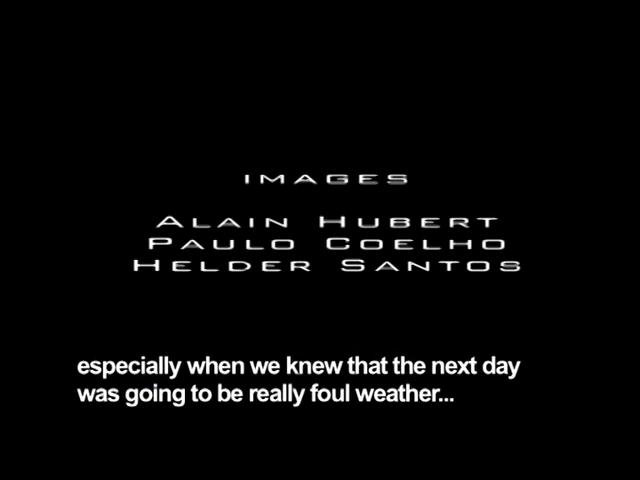 IMAGES
ALAIN HUBERT
PAULO COELHO
HELDER SANTOS
especially when we knew that the next day
was going to be really foul weather...